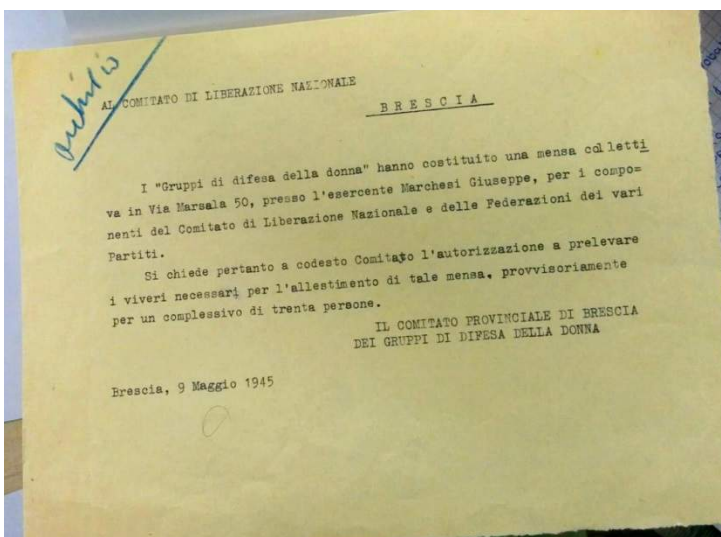 archivio
AL COMITATO DI LIBERAZIONE NAZIONALE
BRESCIA
I "Gruppi di difesa della donna" hanno costituito una mensa colletti
va in Via Marsala 50, presso l'esercente Marchesi Giuseppe, per i compo=
nenti del Comitato di Liberazione Nazionale e delle Federazioni dei vari
Partiti.
Si chiede pertanto a codesto Comitato l'autorizzazione a prelevare
i viveri necessari per l'allestimento di tale mensa, provvisoriamente
per un complessivo di trenta persone.
IL COMITATO PROVINCIALE DI BRESCIA
DEI GRUPPI DI DIFESA DELLA DONNA
Brescia, 9 Maggio 1945